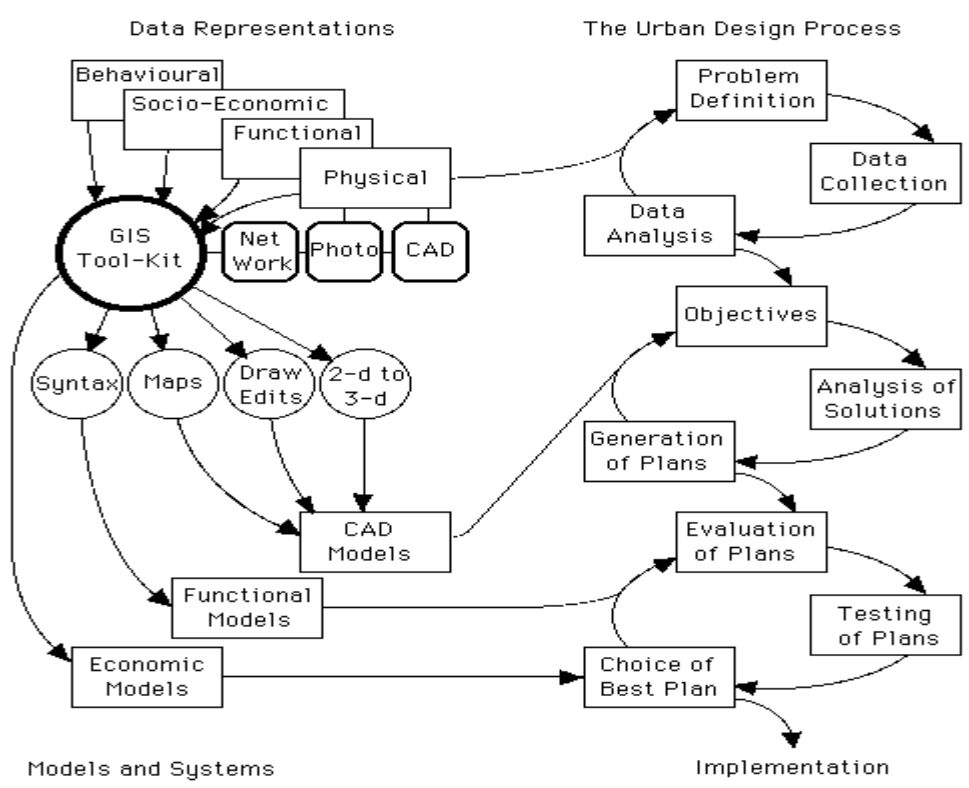 Data Representations
The Urban Design Process
Behavioural
Socio-Economic
Functional
Physical
GIS
Tool-Kit
Net
Work
Photo
CAD
Syntax
Maps
Draw
Edits
2-d to
3-d
CAD
Models
Functional
Models
Economic
Models
Models and Systems
Problem
Definition
Data
Collection
Data
Analysis
Objectives
Analysis of
Solutions
Generation
of Plans
Evaluation
of Plans
Testing
of Plans
Choice of
Best Plan
Implementation